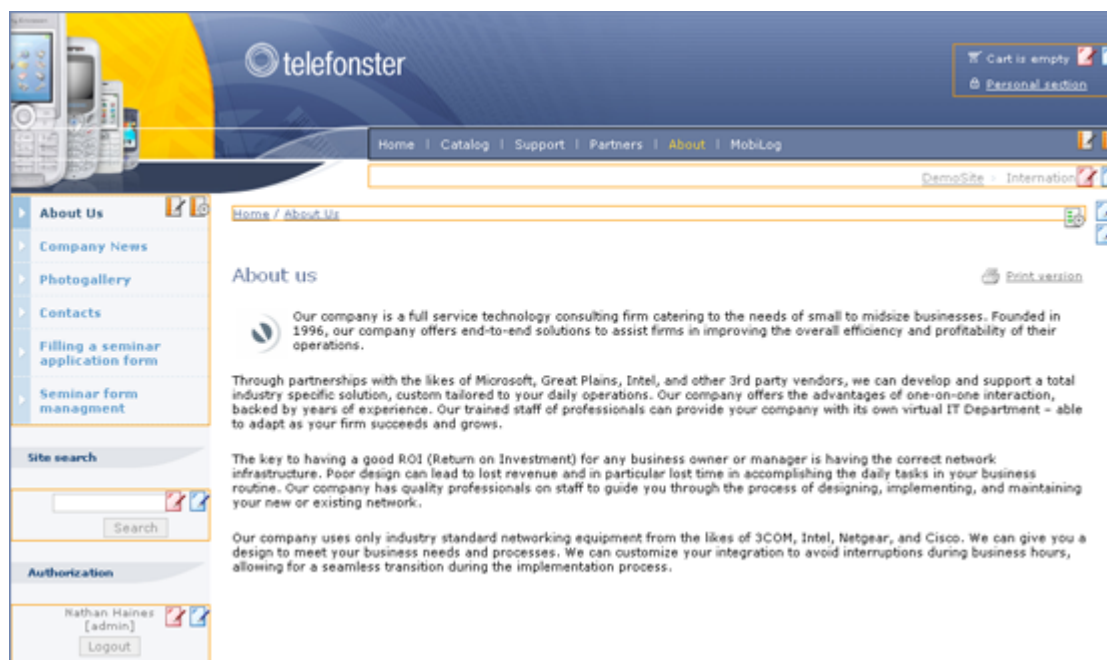 telefonster
Cart is empty
Personal section
Home | Catalog | Support | Partners | About | MobiLog
DemoSite › Internation
About Us
Company News
Photogallery
Contacts
Filling a seminar
application form
Seminar form
managment
Site search
Search
Authorization
Nathan Haines
[admin]
Logout
Home / About Us
About us
Print version
Our company is a full service technology consulting firm catering to the needs of small to midsize businesses. Founded in
1996, our company offers end-to-end solutions to assist firms in improving the overall efficiency and profitability of their
operations.
Through partnerships with the likes of Microsoft, Great Plains, Intel, and other 3rd party vendors, we can develop and support a total
industry specific solution, custom tailored to your daily operations. Our company offers the advantages of one-on-one interaction,
backed by years of experience. Our trained staff of professionals can provide your company with its own virtual IT Department – able
to adapt as your firm succeeds and grows.
The key to having a good ROI (Return on Investment) for any business owner or manager is having the correct network
infrastructure. Poor design can lead to lost revenue and in particular lost time in accomplishing the daily tasks in your business
routine. Our company has quality professionals on staff to guide you through the process of designing, implementing, and maintaining
your new or existing network.
Our company uses only industry standard networking equipment from the likes of 3COM, Intel, Netgear, and Cisco. We can give you a
design to meet your business needs and processes. We can customize your integration to avoid interruptions during business hours,
allowing for a seamless transition during the implementation process.